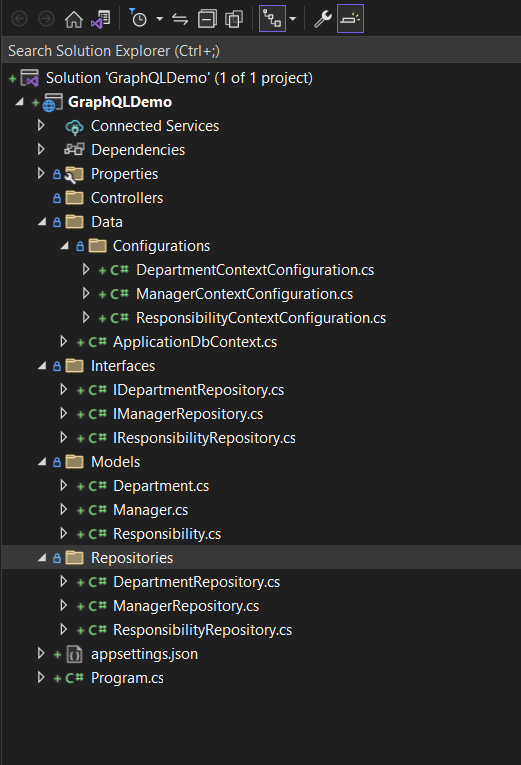 Search Solution Explorer (Ctrl+;)
Solution 'GraphQLDemo' (1 of 1 project)
GraphQLDemo
Connected Services
Dependencies
Properties
Controllers
Data
Configurations
C# DepartmentContextConfiguration.cs
C# ManagerContextConfiguration.cs
C# ResponsibilityContextConfiguration.cs
C# ApplicationDbContext.cs
Interfaces
C# IDepartmentRepository.cs
C# IManagerRepository.cs
C# IResponsibilityRepository.cs
Models
C# Department.cs
C# Manager.cs
C# Responsibility.cs
Repositories
C# DepartmentRepository.cs
C# ManagerRepository.cs
C# ResponsibilityRepository.cs
appsettings.json
C# Program.cs